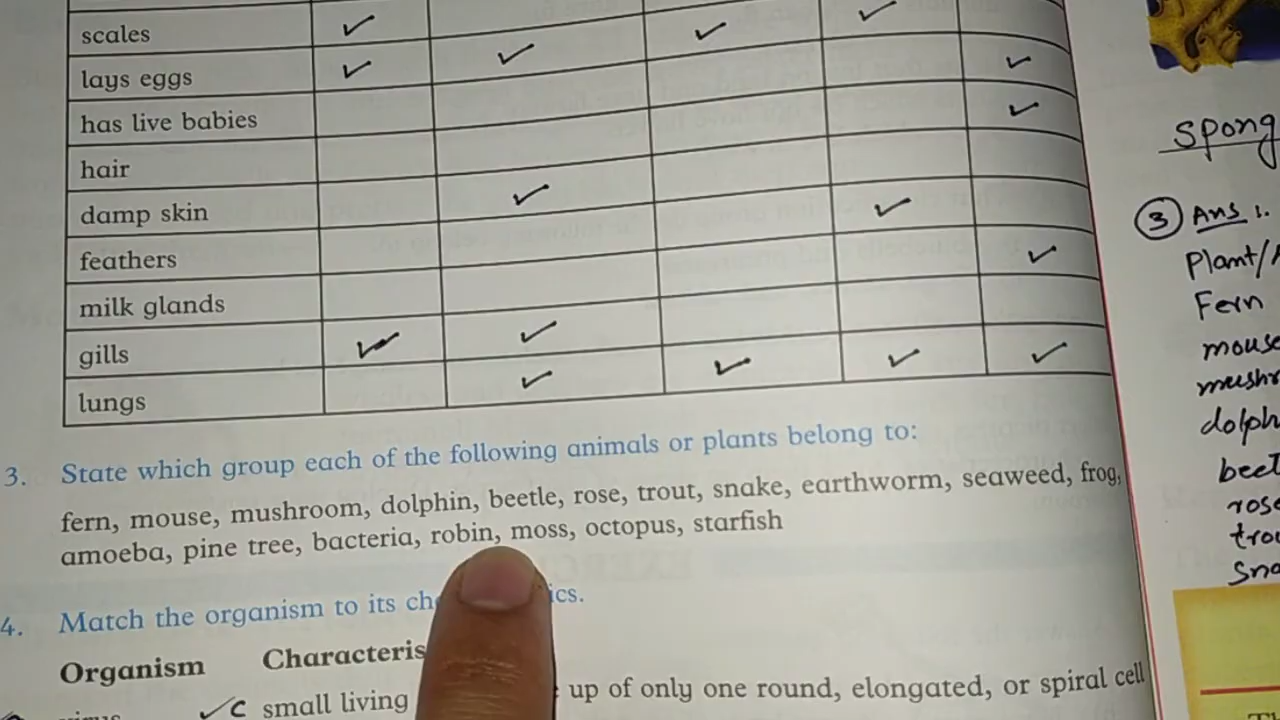 scales
lays eggs
has live babies
hair
damp skin
feathers
milk glands
gills
lungs
3. State which group each of the following animals or plants belong to:
fern, mouse, mushroom, dolphin, beetle, rose, trout, snake, earthworm, seaweed, frog,
amoeba, pine tree, bacteria, robin, moss, octopus, starfish
4. Match the organism to its
Organism
c small living
up of only one round, elongated, or spiral cell
Spong
3 Ans 1.
Plant/
Fern
mouse
mushr
dolph
beet
rose
trou
Sna